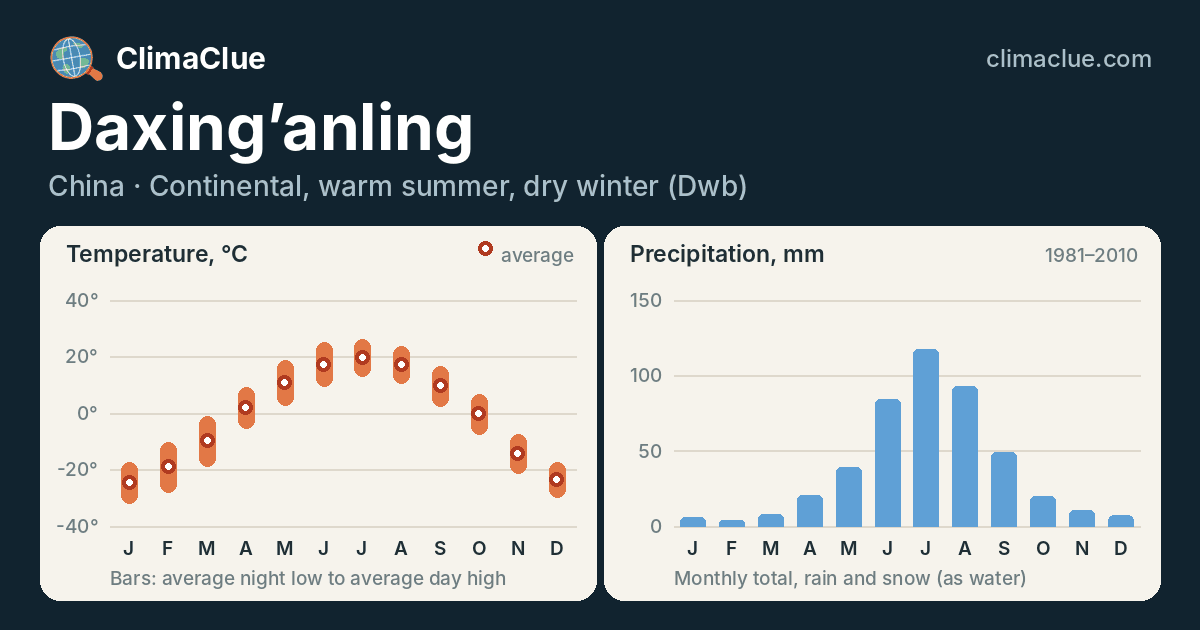 ClimaClue
climaclue.com
Daxing’anling
China · Continental, warm summer, dry winter (Dwb)
Temperature, °C
average
40°
20°
0°
-20°
-40°
J F M A M J J A S O N D
Bars: average night low to average day high
Precipitation, mm
1981–2010
150
100
50
0
J F M A M J J A S O N D
Monthly total, rain and snow (as water)